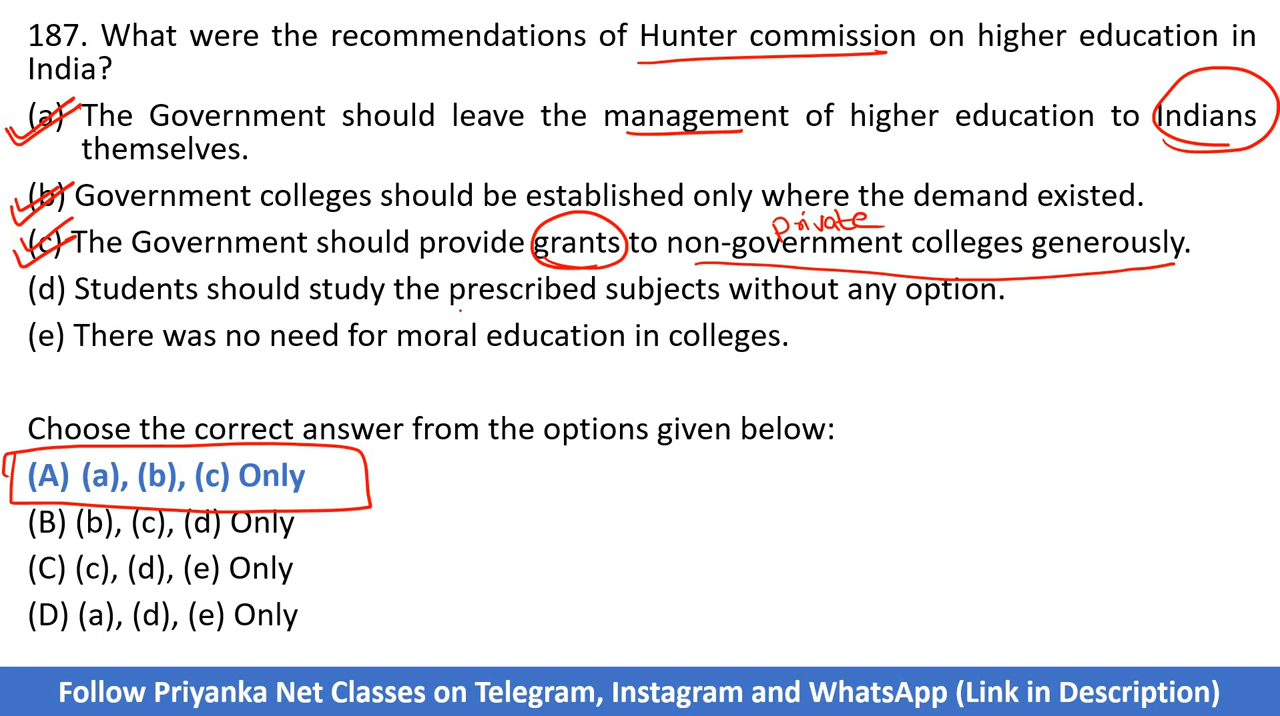 187. What were the recommendations of Hunter commission on higher education in
India?
(a) The Government should leave the management of higher education to Indians
themselves.
(b) Government colleges should be established only where the demand existed.
private
(c) The Government should provide grants to non-government colleges generously.
(d) Students should study the prescribed subjects without any option.
(e) There was no need for moral education in colleges.
Choose the correct answer from the options given below:
(A) (a), (b), (c) Only
(B) (b), (c), (d) Only
(C) (c), (d), (e) Only
(D) (a), (d), (e) Only
Follow Priyanka Net Classes on Telegram, Instagram and WhatsApp (Link in Description)